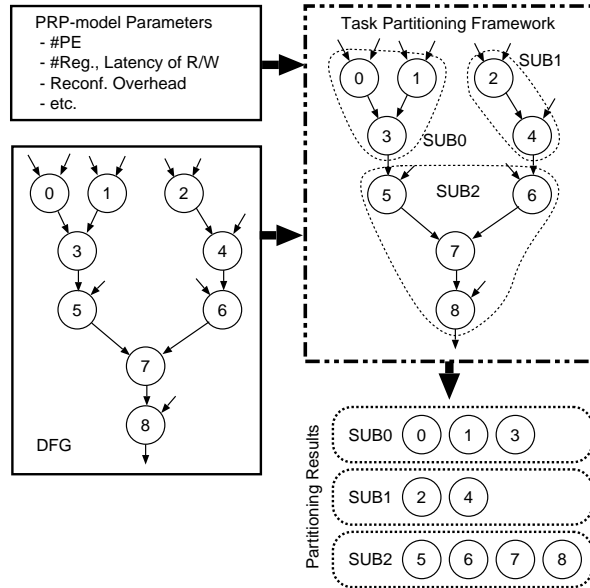 PRP-model Parameters
- #PE
- #Reg., Latency of R/W
- Reconf. Overhead
- etc.
0
1
2
3
4
5
6
7
8
DFG
Task Partitioning Framework
0
1
2
SUB1
3
SUB0
4
5
SUB2
6
7
8
Partitioning Results
SUB0 0 1 3
SUB1 2 4
SUB2 5 6 7 8